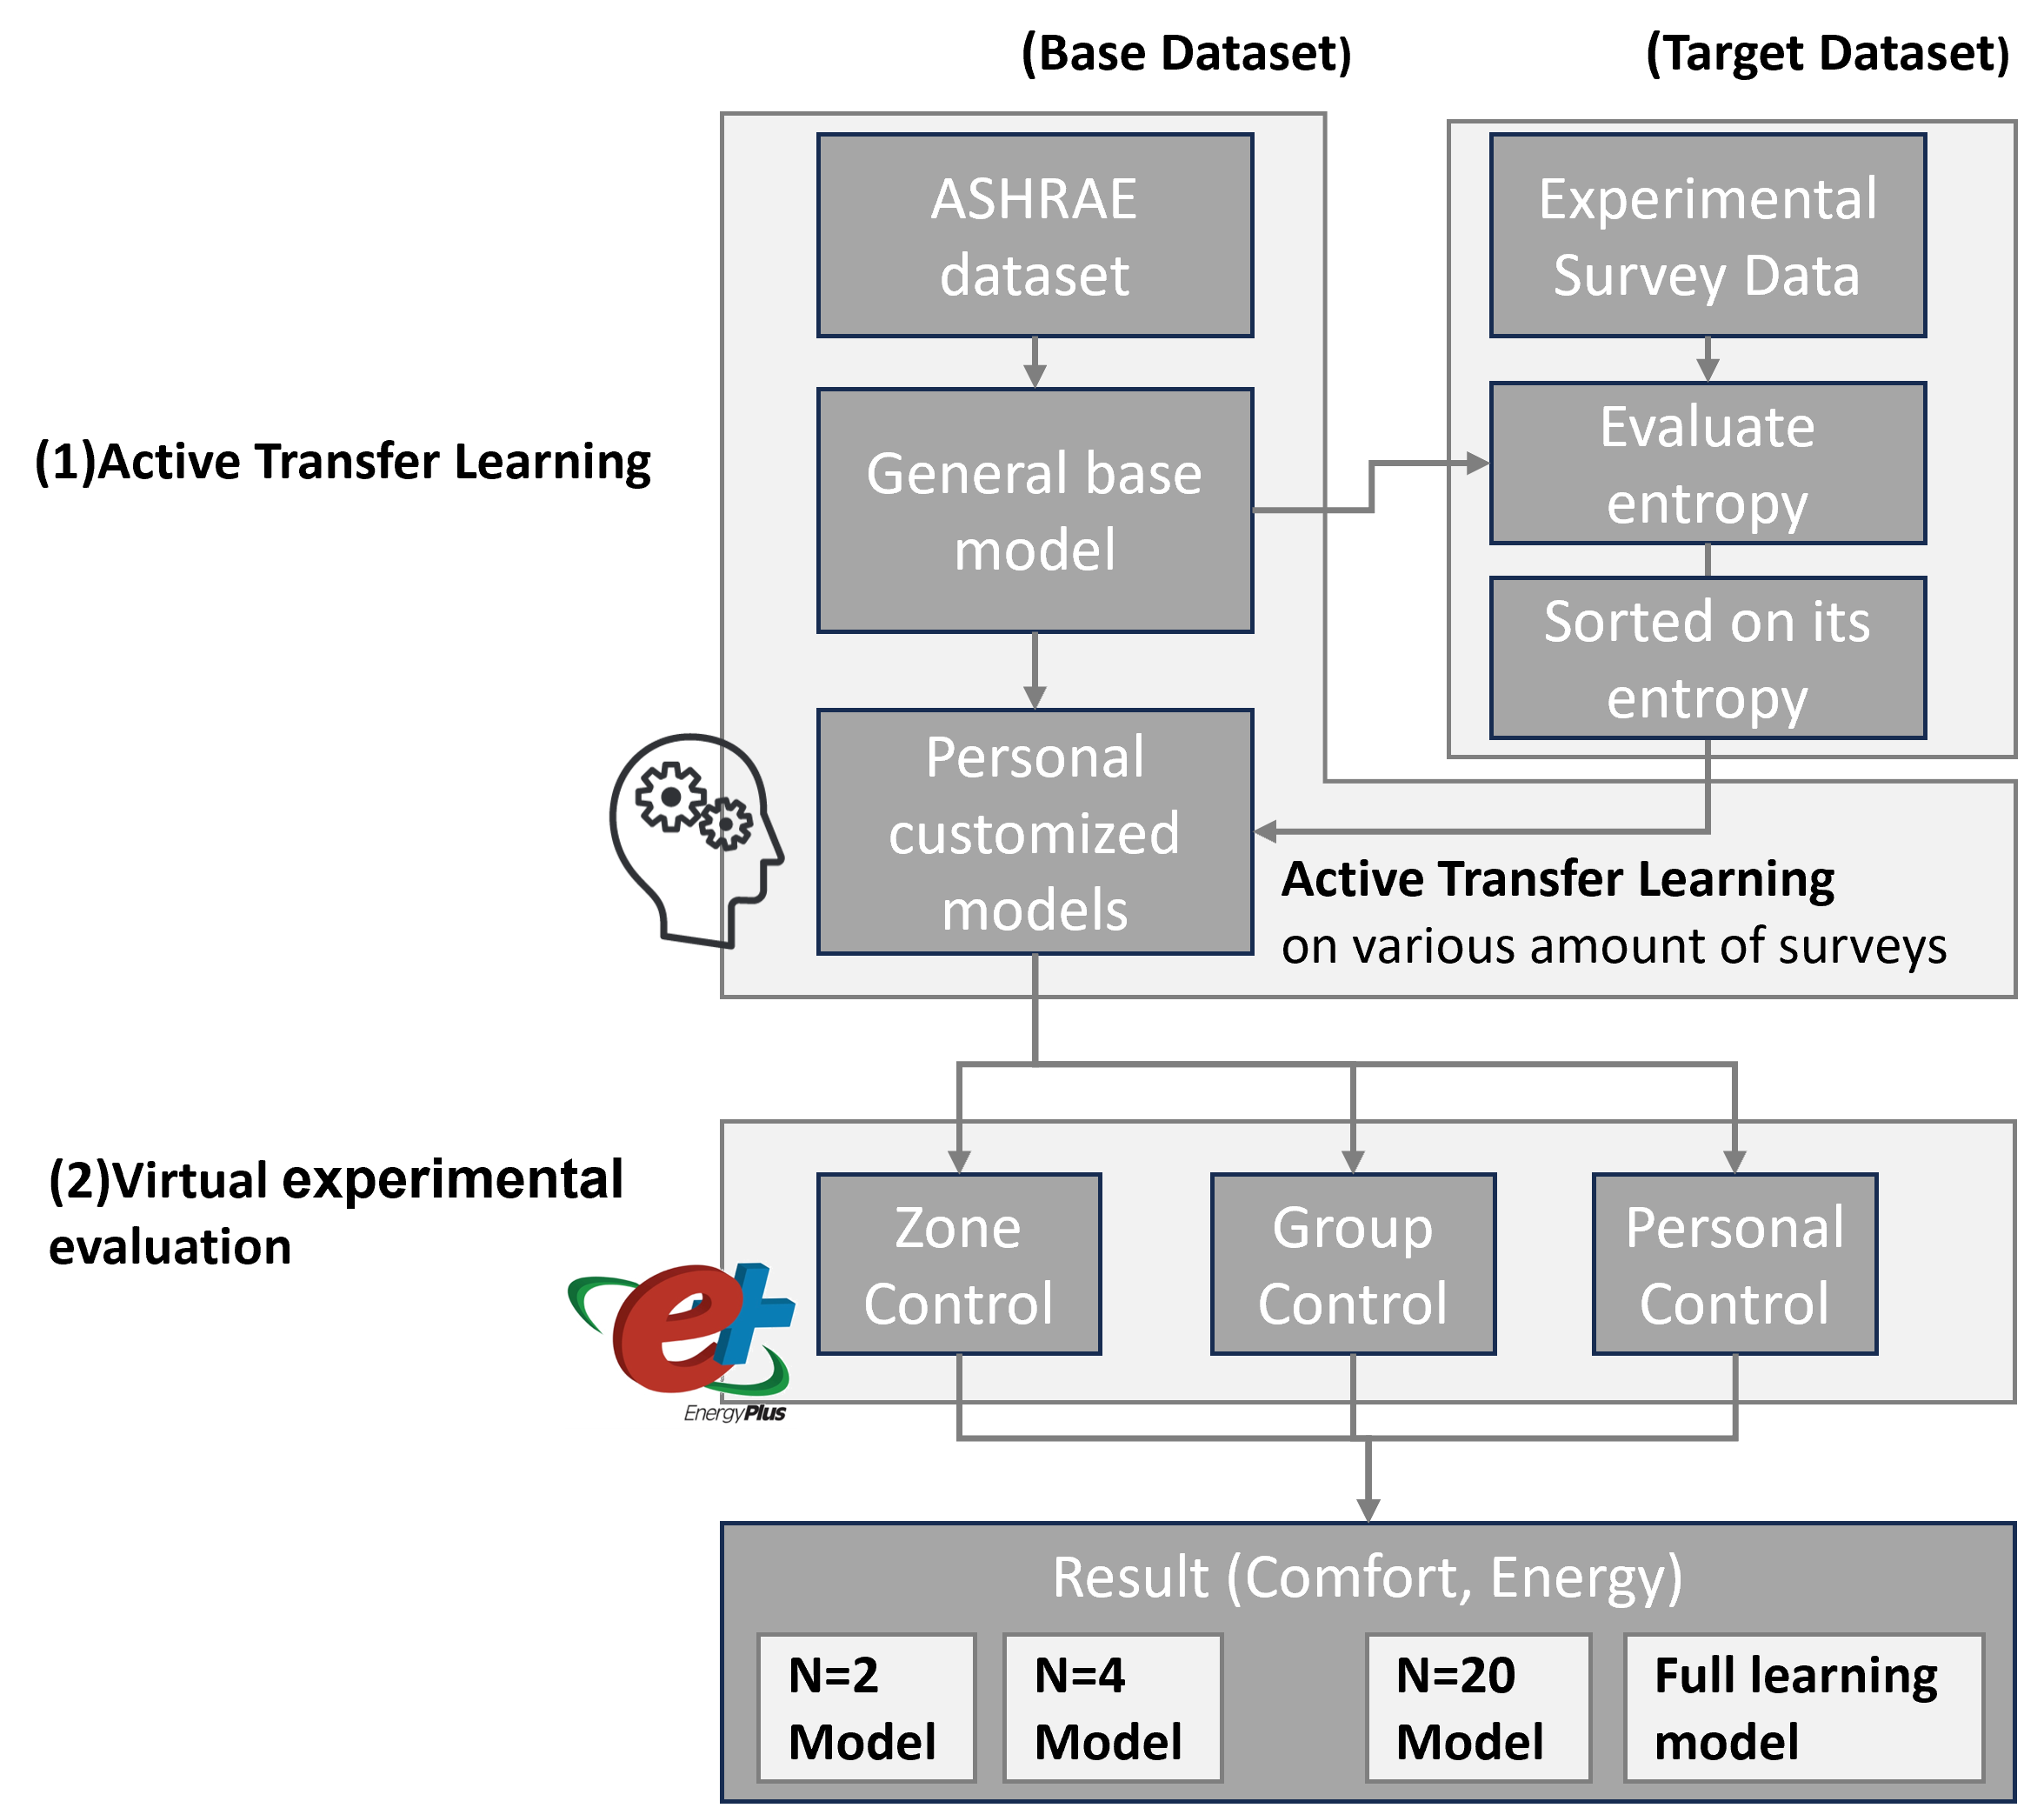 (Base Dataset)
(Target Dataset)
ASHRAE
dataset
Experimental
Survey Data
(1)Active Transfer Learning
General base
model
Evaluate
entropy
Sorted on its
entropy
Personal
customized
models
Active Transfer Learning
on various amount of surveys
(2)Virtual experimental
evaluation
Zone
Control
Group
Control
Personal
Control
e+
EnergyPlus
Result (Comfort, Energy)
N=2
Model
N=4
Model
N=20
Model
Full learning
model